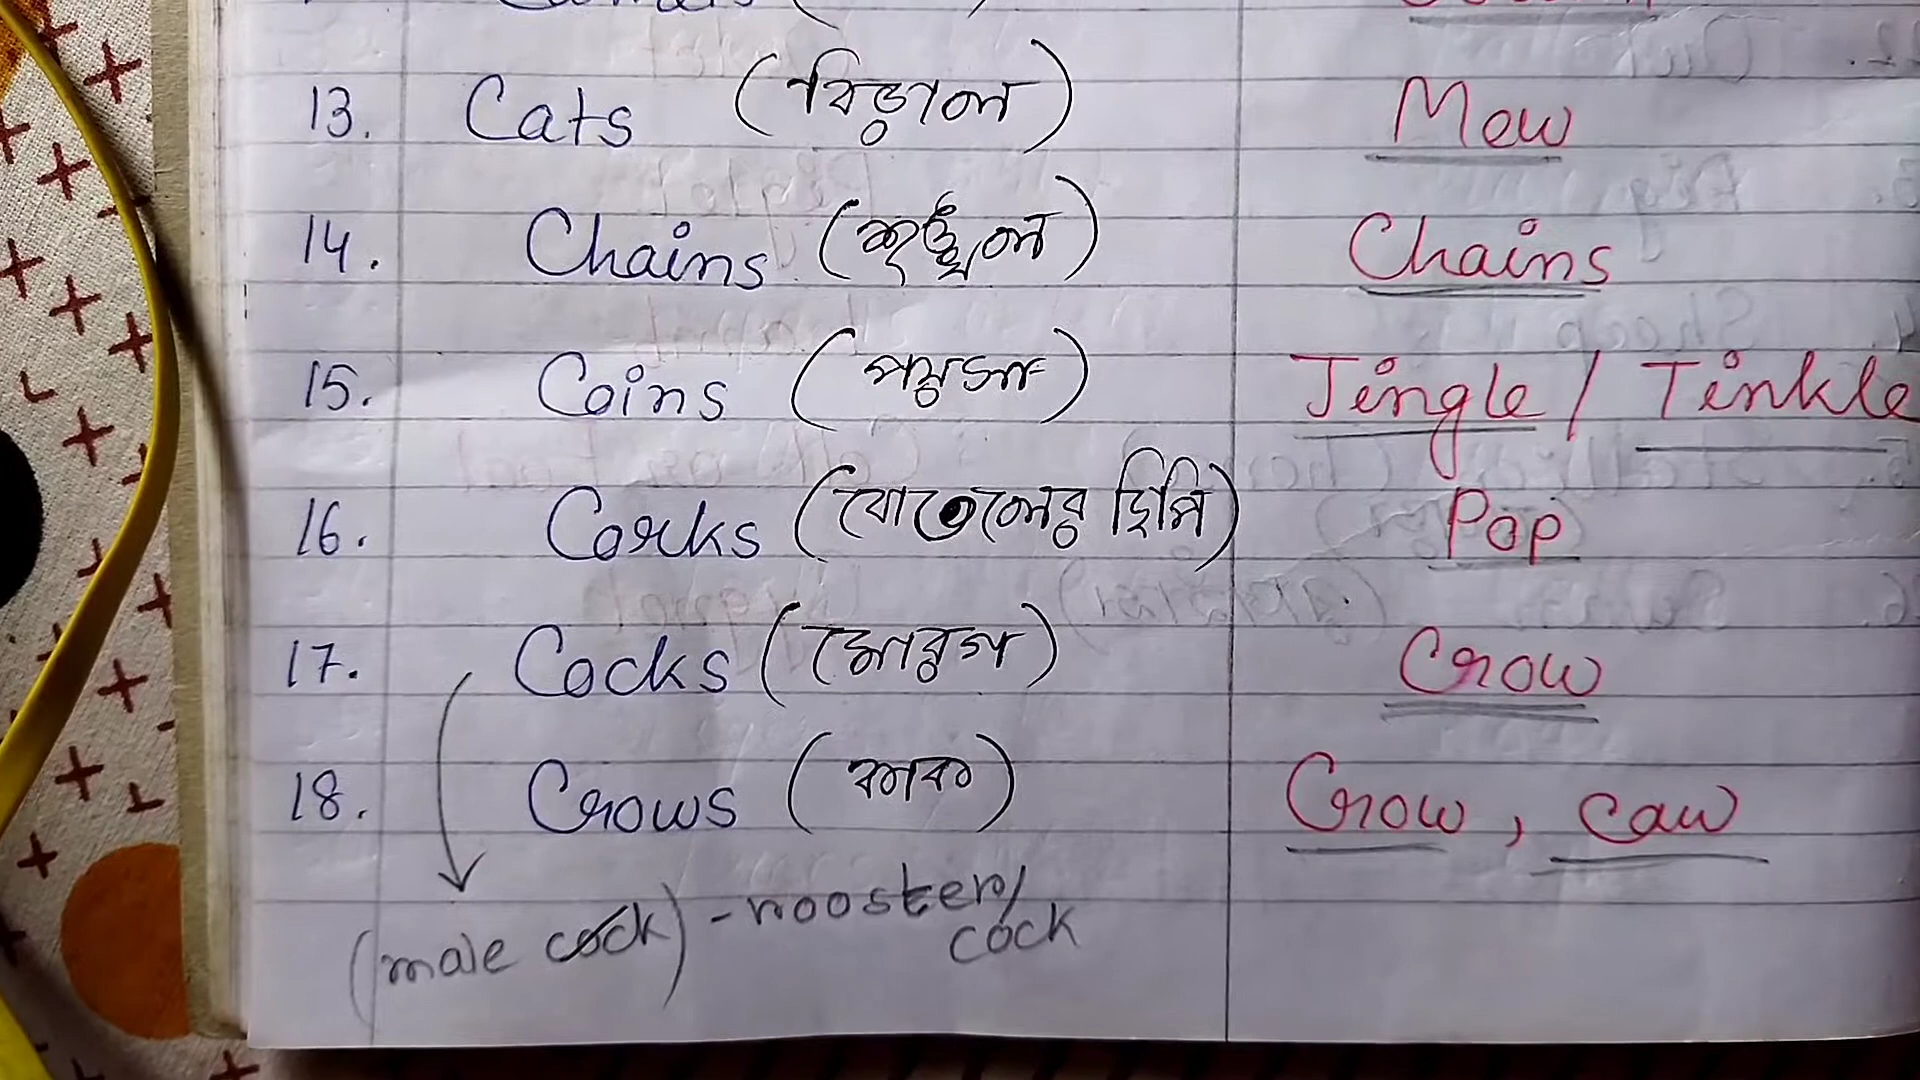 13. Cats (বিড়াল) Mew
14. Chains (শৃঙ্খল) Chains
15. Coins (পয়সা) Jingle / Tinkle
16. Corks (বোতলের ছিপি) Pop
17. Cocks (মোরগ) Crow
18. Crows (কাক) Crow, caw
(male cock) - rooster/
cock